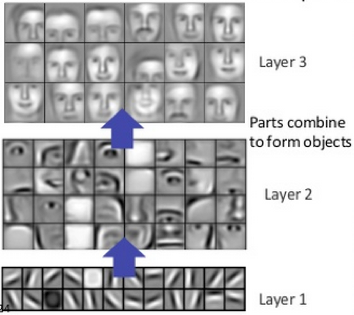 Layer 3
Parts combine
to form objects
Layer 2
Layer 1